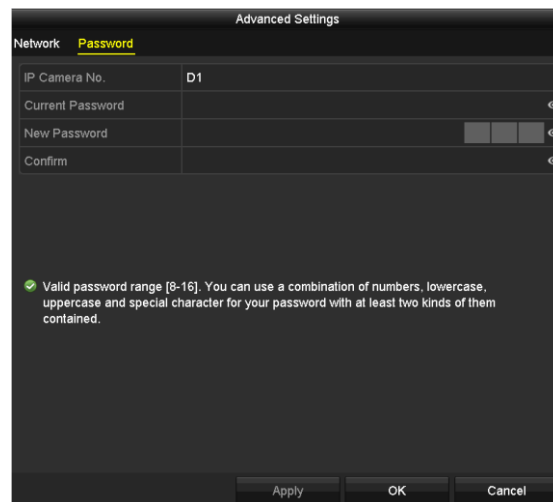 Advanced Settings
Network Password
IP Camera No. D1
Current Password
New Password
Confirm
Valid password range [8-16]. You can use a combination of numbers, lowercase,
uppercase and special character for your password with at least two kinds of them
contained.
Apply OK Cancel